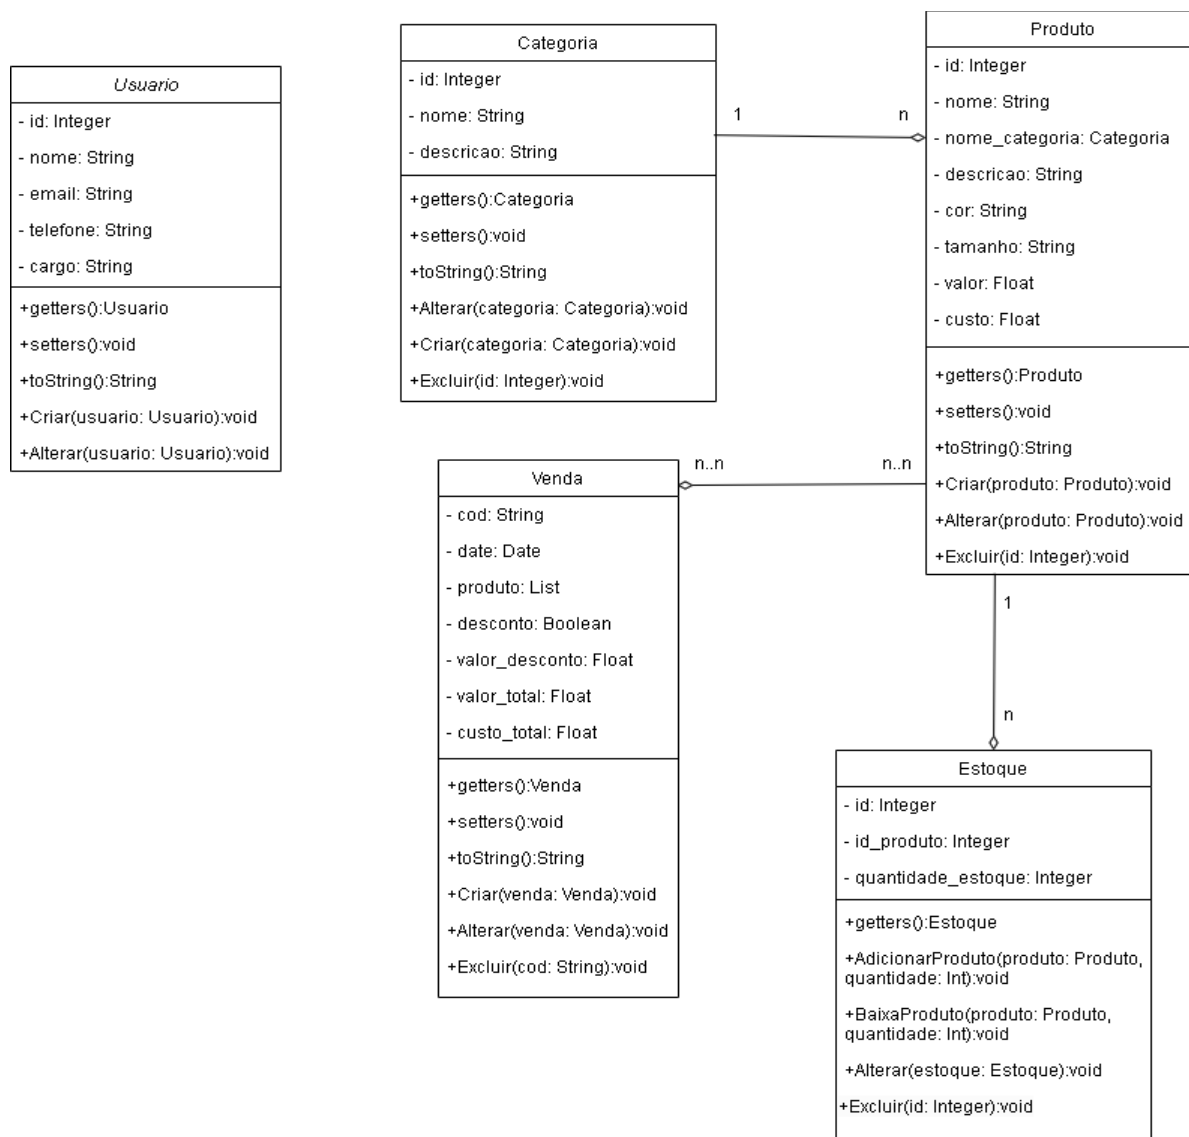 Usuario
- id: Integer
- nome: String
- email: String
- telefone: String
- cargo: String
+getters():Usuario
+setters():void
+toString():String
+Criar(usuario: Usuario):void
+Alterar(usuario: Usuario):void
Categoria
- id: Integer
- nome: String
- descricao: String
+getters():Categoria
+setters():void
+toString():String
+Alterar(categoria: Categoria):void
+Criar(categoria: Categoria):void
+Excluir(id: Integer):void
1
n
Produto
- id: Integer
- nome: String
- nome_categoria: Categoria
- descricao: String
- cor: String
- tamanho: String
- valor: Float
- custo: Float
+getters():Produto
+setters():void
+toString():String
+Criar(produto: Produto):void
+Alterar(produto: Produto):void
+Excluir(id: Integer):void
n..n
n..n
Venda
- cod: String
- date: Date
- produto: List
- desconto: Boolean
- valor_desconto: Float
- valor_total: Float
- custo_total: Float
+getters():Venda
+setters():void
+toString():String
+Criar(venda: Venda):void
+Alterar(venda: Venda):void
+Excluir(cod: String):void
1
n
Estoque
- id: Integer
- id_produto: Integer
- quantidade_estoque: Integer
+getters():Estoque
+AdicionarProduto(produto: Produto,
quantidade: Int):void
+BaixaProduto(produto: Produto,
quantidade: Int):void
+Alterar(estoque: Estoque):void
+Excluir(id: Integer):void